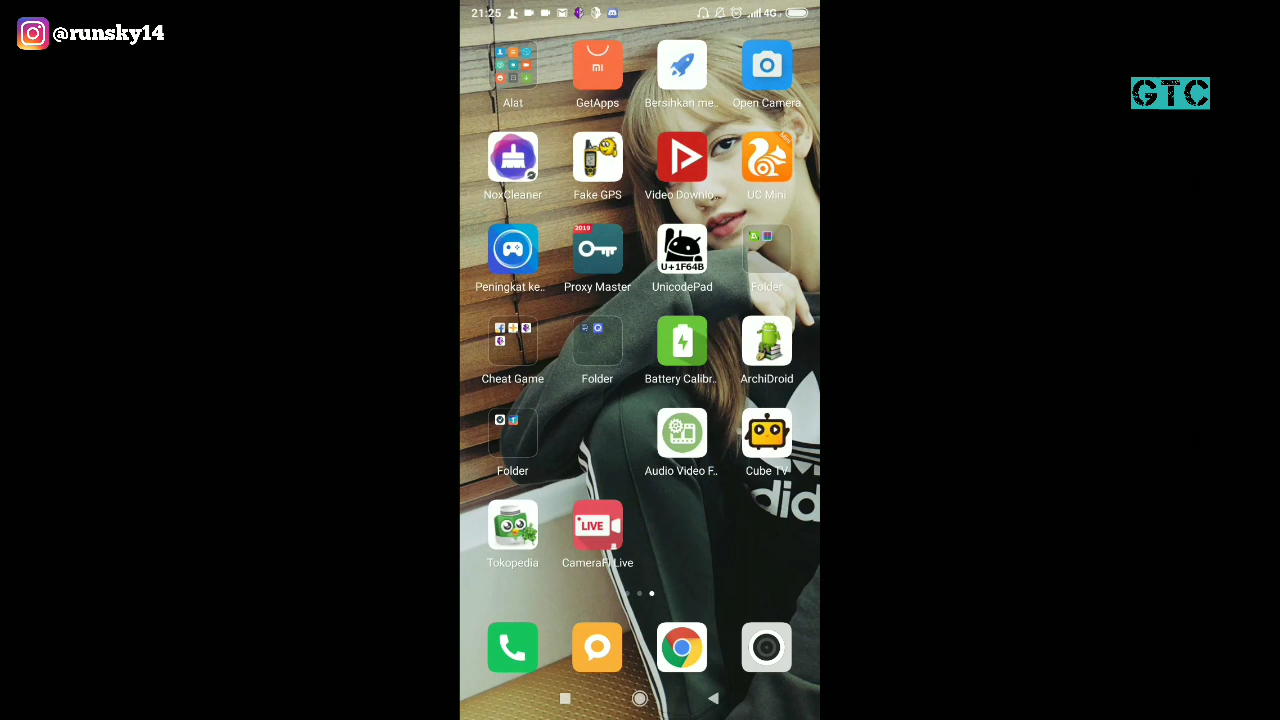 @runsky14
GTC
21:25
4G
Alat
GetApps
Bersihkan me..
Open Camera
NoxCleaner
Fake GPS
Video Downlo..
UC Mini
Peningkat ke..
2019
Proxy Master
U+1F64B
UnicodePad
Folder
Cheat Game
Folder
Battery Calibr..
ArchiDroid
Folder
Audio Video F..
Cube TV
Tokopedia
LIVE
CameraFi Live